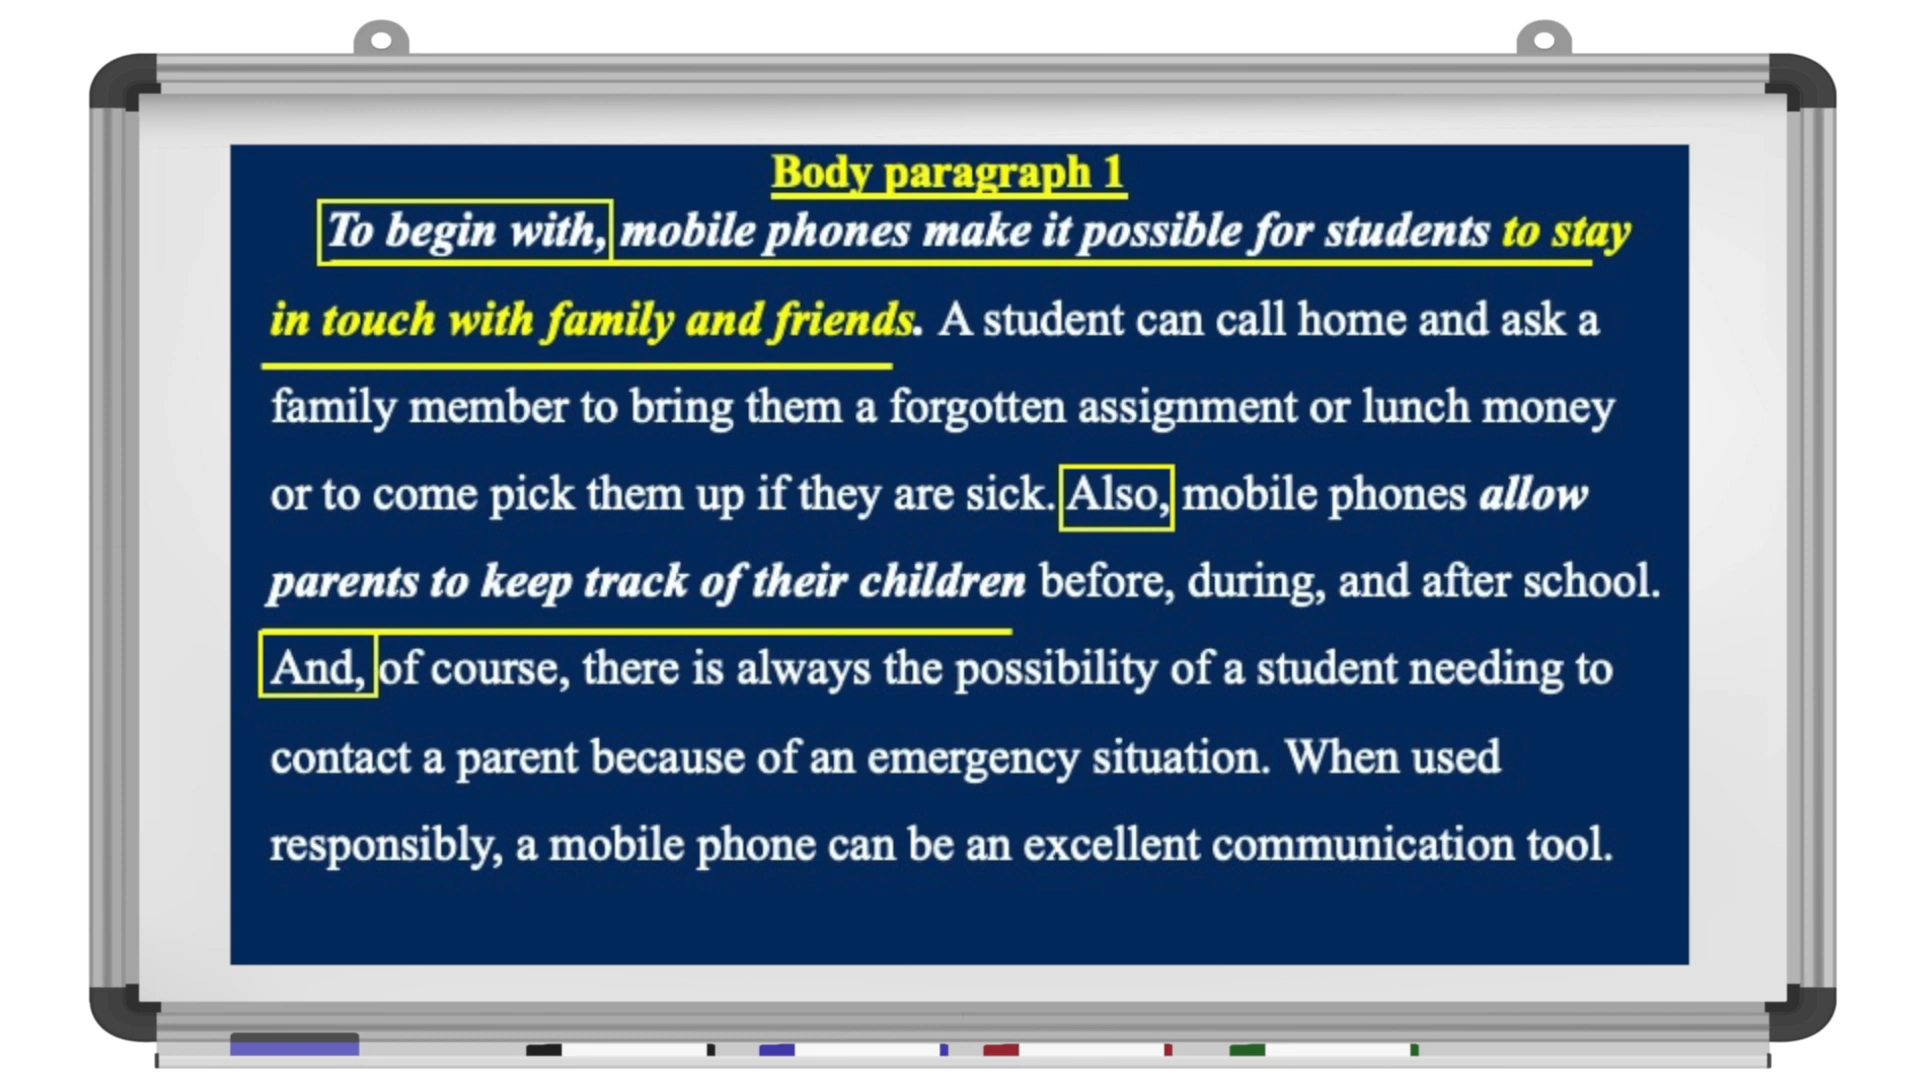 Body paragraph 1
To begin with, mobile phones make it possible for students to stay
in touch with family and friends. A student can call home and ask a
family member to bring them a forgotten assignment or lunch money
or to come pick them up if they are sick. Also, mobile phones allow
parents to keep track of their children before, during, and after school.
And, of course, there is always the possibility of a student needing to
contact a parent because of an emergency situation. When used
responsibly, a mobile phone can be an excellent communication tool.